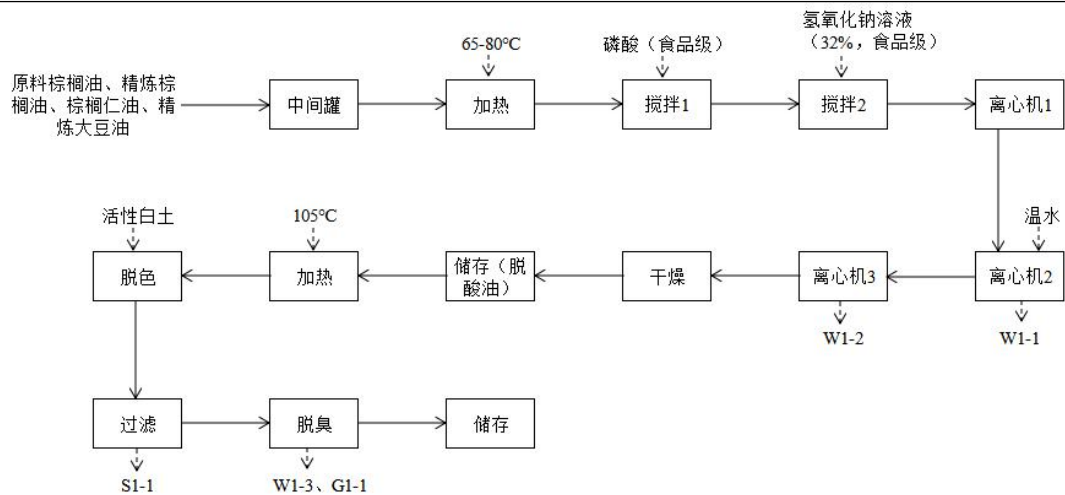 氢氧化钠溶液
（32%，食品级）
65-80℃
磷酸（食品级）
原料棕榈油、精炼棕
榈油、棕榈仁油、精
炼大豆油
中间罐
加热
搅拌1
搅拌2
离心机1
活性白土
105℃
温水
脱色
加热
储存（脱
酸油）
干燥
离心机3
离心机2
W1-2
W1-1
过滤
脱臭
储存
S1-1
W1-3、G1-1